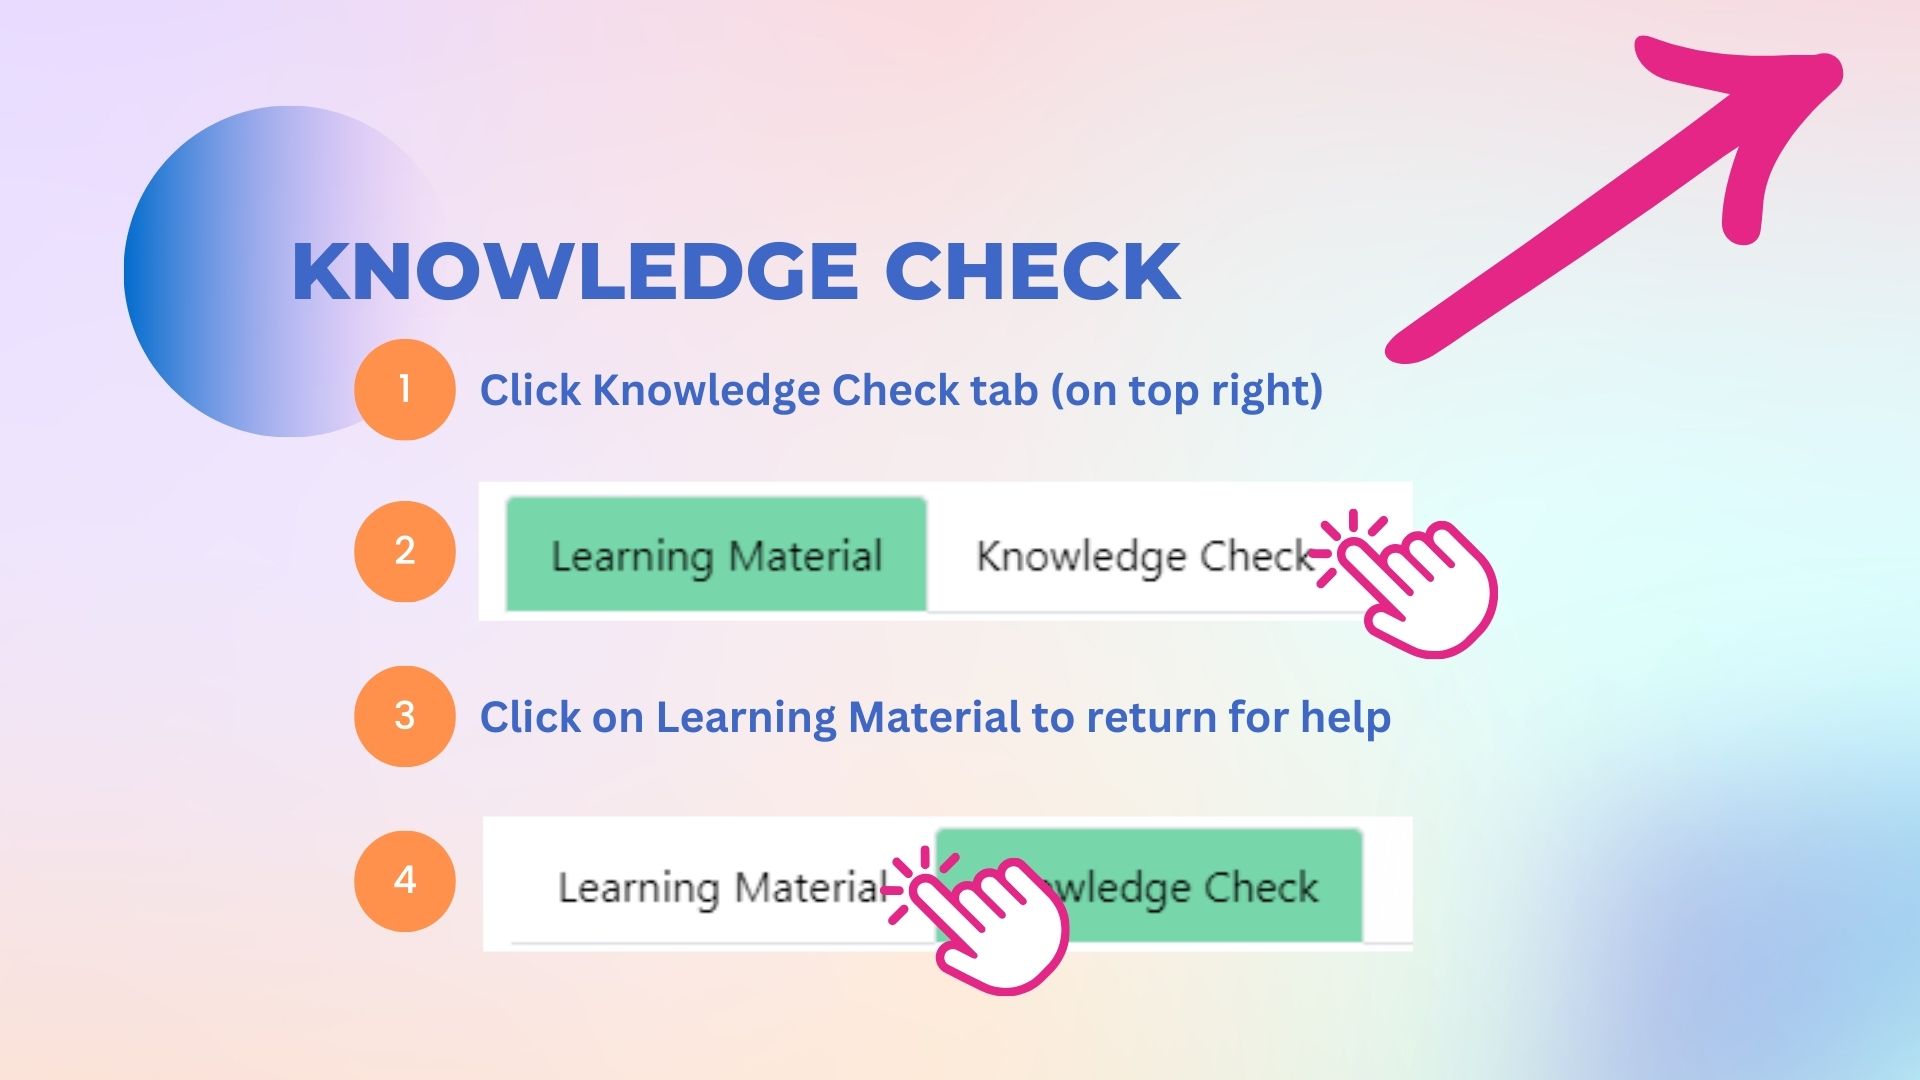 KNOWLEDGE CHECK
1 Click Knowledge Check tab (on top right)
2 Learning Material Knowledge Check
3 Click on Learning Material to return for help
4 Learning Material wledge Check